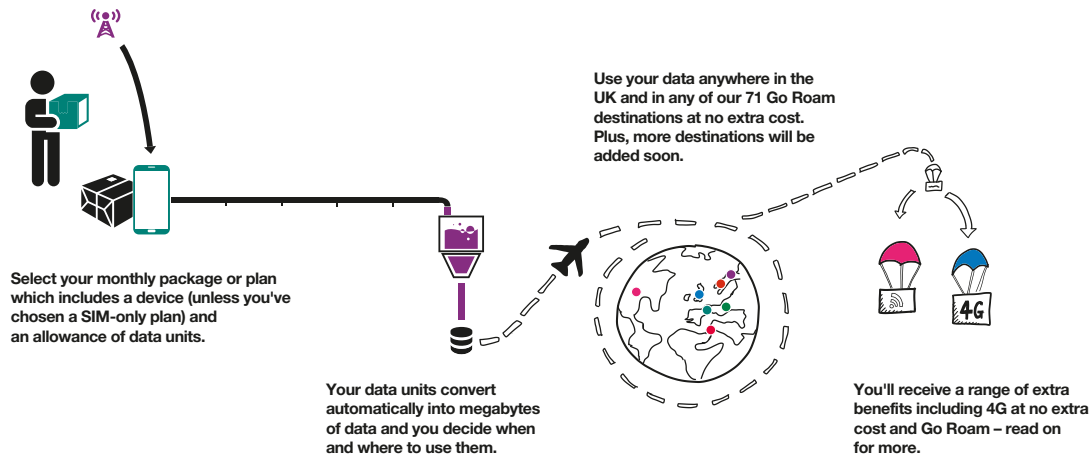 Select your monthly package or plan
which includes a device (unless you've
chosen a SIM-only plan) and
an allowance of data units.
Your data units convert
automatically into megabytes
of data and you decide when
and where to use them.
Use your data anywhere in the
UK and in any of our 71 Go Roam
destinations at no extra cost.
Plus, more destinations will be
added soon.
4G
You'll receive a range of extra
benefits including 4G at no extra
cost and Go Roam – read on
for more.